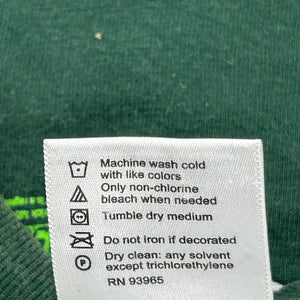 Machine wash cold
with like colors
Only non-chlorine
bleach when needed
Tumble dry medium
Do not iron if decorated
P Dry clean: any solvent
except trichlorethylene
RN 93965